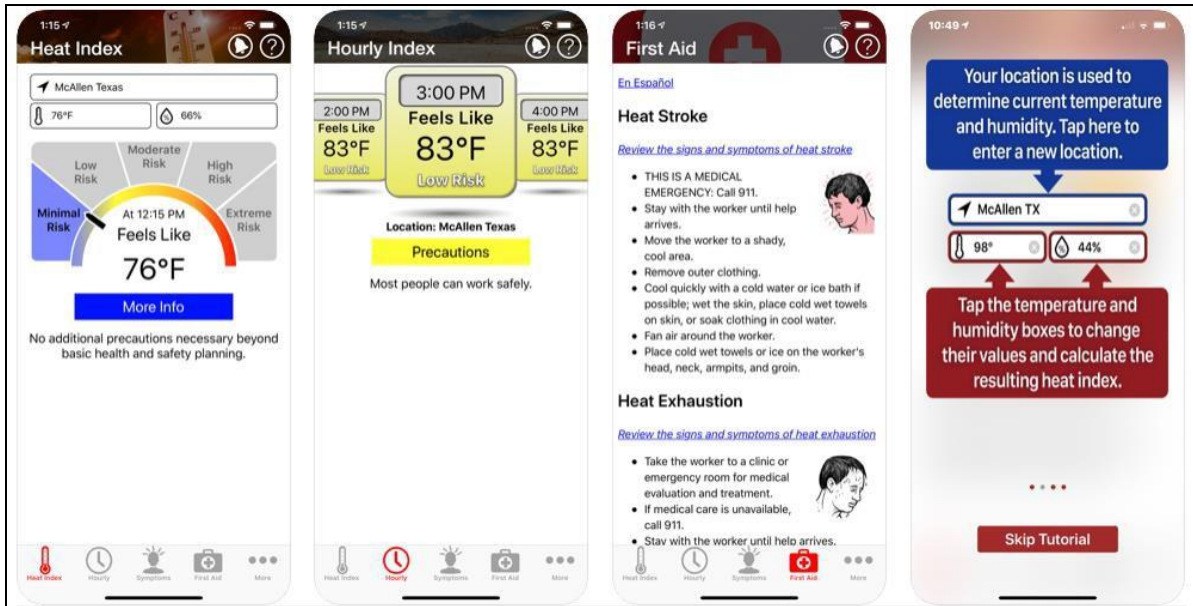 1:15
Heat Index
McAllen Texas
76°F
66%
Minimal
Risk
Low
Risk
Moderate
Risk
High
Risk
Extreme
Risk
At 12:15 PM
Feels Like
76°F
More Info
No additional precautions necessary beyond
basic health and safety planning.
Heat Index
Hourly
Symptoms
First Aid
More
1:15
Hourly Index
2:00 PM
Feels Like
83°F
Low Risk
3:00 PM
Feels Like
83°F
Low Risk
4:00 PM
Feels Like
83°F
Low Risk
Location: McAllen Texas
Precautions
Most people can work safely.
Heat Index
Hourly
Symptoms
First Aid
More
1:16
First Aid
En Español
Heat Stroke
Review the signs and symptoms of heat stroke
• THIS IS A MEDICAL
EMERGENCY: Call 911.
• Stay with the worker until help
arrives.
• Move the worker to a shady,
cool area.
• Remove outer clothing.
• Cool quickly with a cold water or ice bath if
possible; wet the skin, place cold wet towels
on skin, or soak clothing in cool water.
• Fan air around the worker.
• Place cold wet towels or ice on the worker's
head, neck, armpits, and groin.
Heat Exhaustion
Review the signs and symptoms of heat exhaustion
• Take the worker to a clinic or
emergency room for medical
evaluation and treatment.
• If medical care is unavailable,
call 911.
• Stay with the worker until help arrives.
Heat Index
Hourly
Symptoms
First Aid
More
10:49
Your location is used to
determine current temperature
and humidity. Tap here to
enter a new location.
McAllen TX
98°
44%
Tap the temperature and
humidity boxes to change
their values and calculate the
resulting heat index.
Skip Tutorial